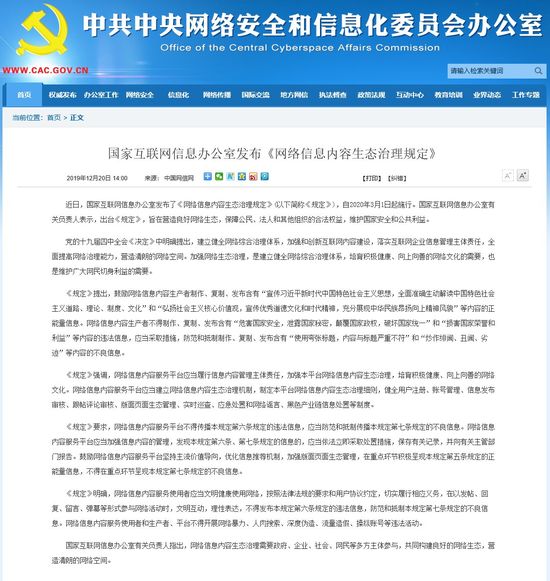 中共中央网络安全和信息化委员会办公室
Office of the Central Cyberspace Affairs Commission
WWW.CAC.GOV.CN
请输入检索关键词
首页 权威发布 办公室工作 网络安全 信息化 网络传播 国际交流 地方网信 执法督查 政策法规 互动中心 教育培训 业界动态 工作专题
当前位置：首页 > 正文
国家互联网信息办公室发布《网络信息内容生态治理规定》
2019年12月20日 14:00 来源： 中国网信网 【打印】 【纠错】
近日，国家互联网信息办公室发布了《网络信息内容生态治理规定》（以下简称《规定》），自2020年3月1日起施行。国家互联网信息办公室有
关负责人表示，出台《规定》，旨在营造良好网络生态，保障公民、法人和其他组织的合法权益，维护国家安全和公共利益。
党的十九届四中全会《决定》中明确提出，建立健全网络综合治理体系，加强和创新互联网内容建设，落实互联网企业信息管理主体责任，全
面提高网络治理能力，营造清朗的网络空间。加强网络生态治理，是建立健全网络综合治理体系，培育积极健康、向上向善的网络文化的需要，也
是维护广大网民切身利益的需要。
《规定》提出，鼓励网络信息内容生产者制作、复制、发布含有“宣传习近平新时代中国特色社会主义思想，全面准确生动解读中国特色社会
主义道路、理论、制度、文化”和“弘扬社会主义核心价值观，宣传优秀道德文化和时代精神，充分展现中华民族昂扬向上精神风貌”等内容的正
能量信息。网络信息内容生产者不得制作、复制、发布含有“危害国家安全，泄露国家秘密，颠覆国家政权，破坏国家统一”和“损害国家荣誉和
利益”等内容的违法信息，应当采取措施，防范和抵制制作、复制、发布含有“使用夸张标题，内容与标题严重不符”和“炒作绯闻、丑闻、劣
迹”等内容的不良信息。
《规定》强调，网络信息内容服务平台应当履行信息内容管理主体责任，加强本平台网络信息内容生态治理，培育积极健康、向上向善的网络
文化。网络信息内容服务平台应当建立网络信息内容生态治理机制，制定本平台网络信息内容生态治理细则，健全用户注册、账号管理、信息发布
审核、跟帖评论审核、版面页面生态管理、实时巡查、应急处置和网络谣言、黑色产业链信息处置等制度。
《规定》要求，网络信息内容服务平台不得传播本规定第六条规定的违法信息，应当防范和抵制传播本规定第七条规定的不良信息。网络信息
内容服务平台应当加强信息内容的管理，发现本规定第六条、第七条规定的信息的，应当依法立即采取处置措施，保存有关记录，并向有关主管部
门报告。鼓励网络信息内容服务平台坚持主流价值导向，优化信息推荐机制，加强版面页面生态管理，在重点环节积极呈现本规定第五条规定的正
能量信息，不得在重点环节呈现本规定第七条规定的不良信息。
《规定》明确，网络信息内容服务使用者应当文明健康使用网络，按照法律法规的要求和用户协议约定，切实履行相应义务，在以发帖、
回复、留言、弹幕等形式参与网络活动时，文明互动，理性表达，不得发布本规定第六条规定的违法信息，防范和抵制本规定第七条规定的不良信
息。网络信息内容服务使用者和生产者、平台不得开展网络暴力、人肉搜索、深度伪造、流量造假、操纵账号等违法活动。
国家互联网信息办公室有关负责人指出，网络信息内容生态治理需要政府、企业、社会、网民等多方主体参与，共同构建良好的网络生态，营
造清朗的网络空间。